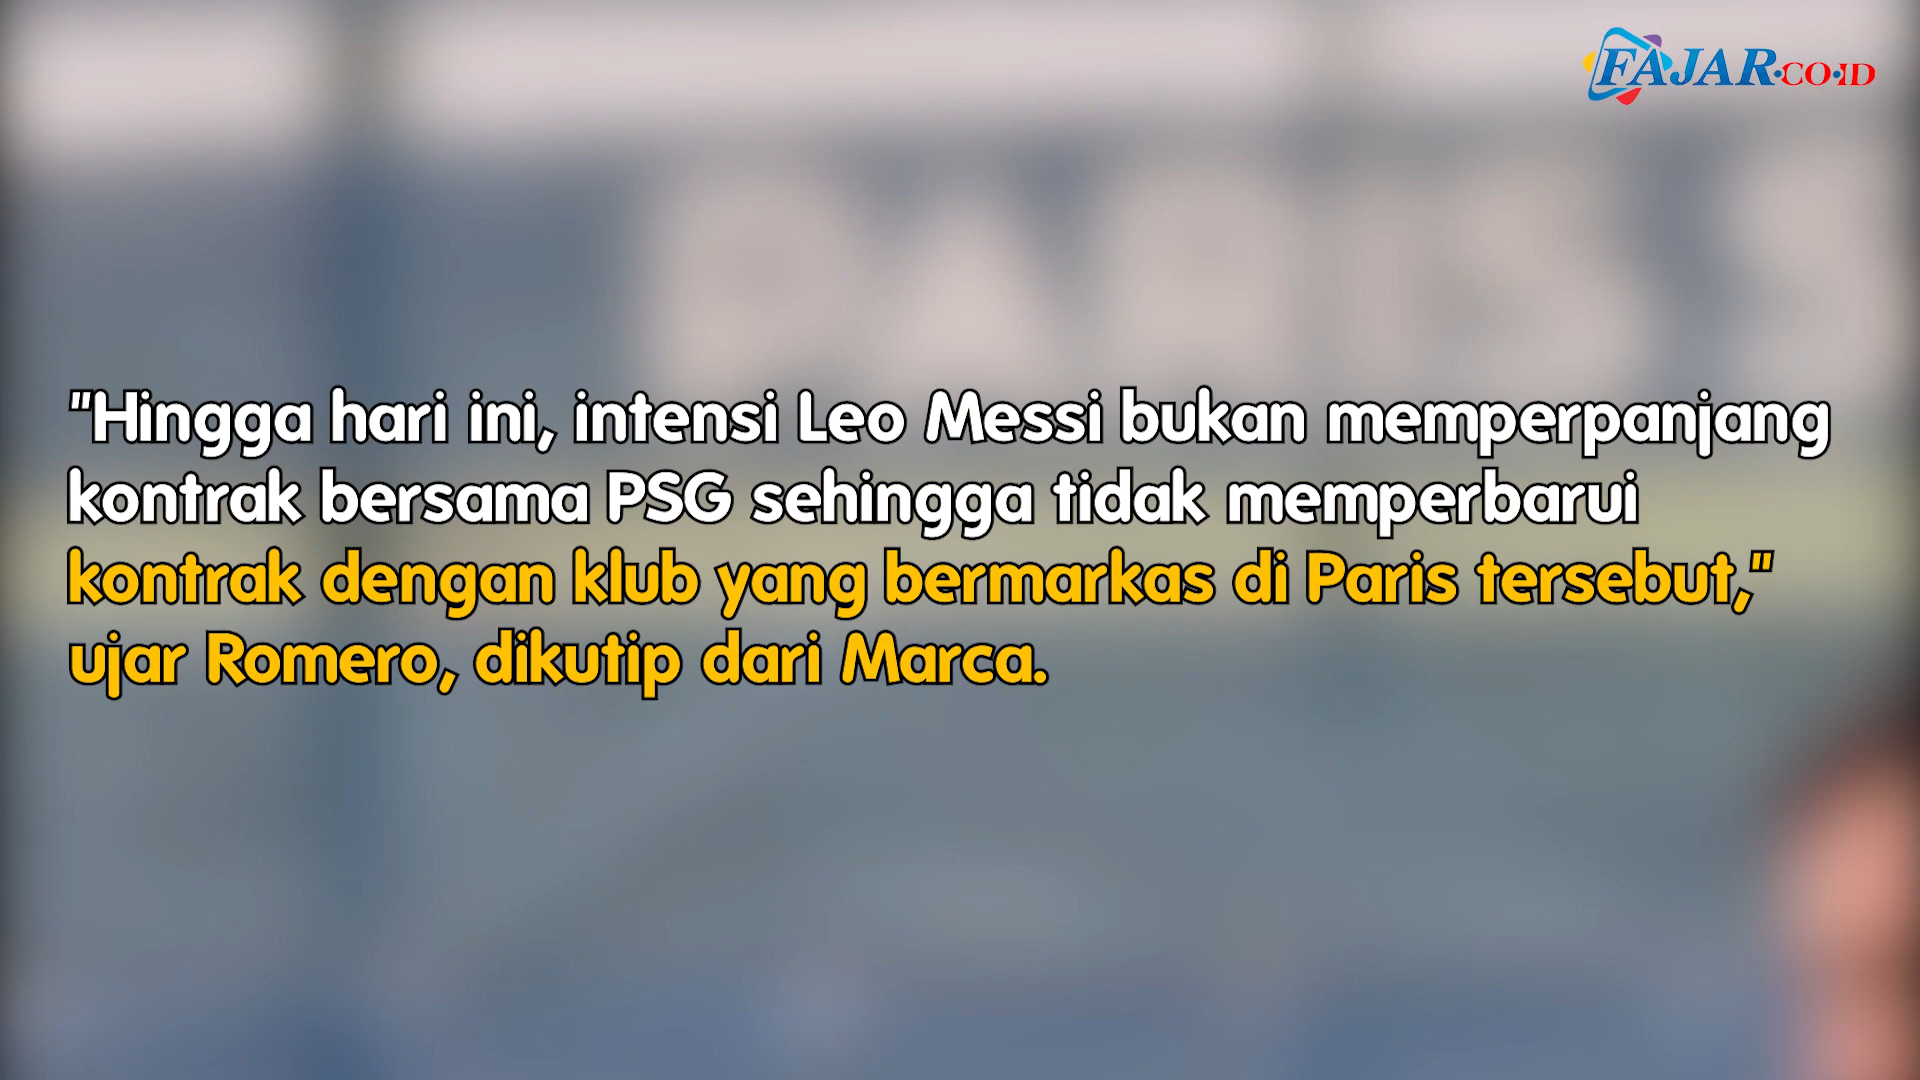 FAJAR.CO.ID
"Hingga hari ini, intensi Leo Messi bukan memperpanjang
kontrak bersama PSG sehingga tidak memperbarui
kontrak dengan klub yang bermarkas di Paris tersebut,"
ujar Romero, dikutip dari Marca.